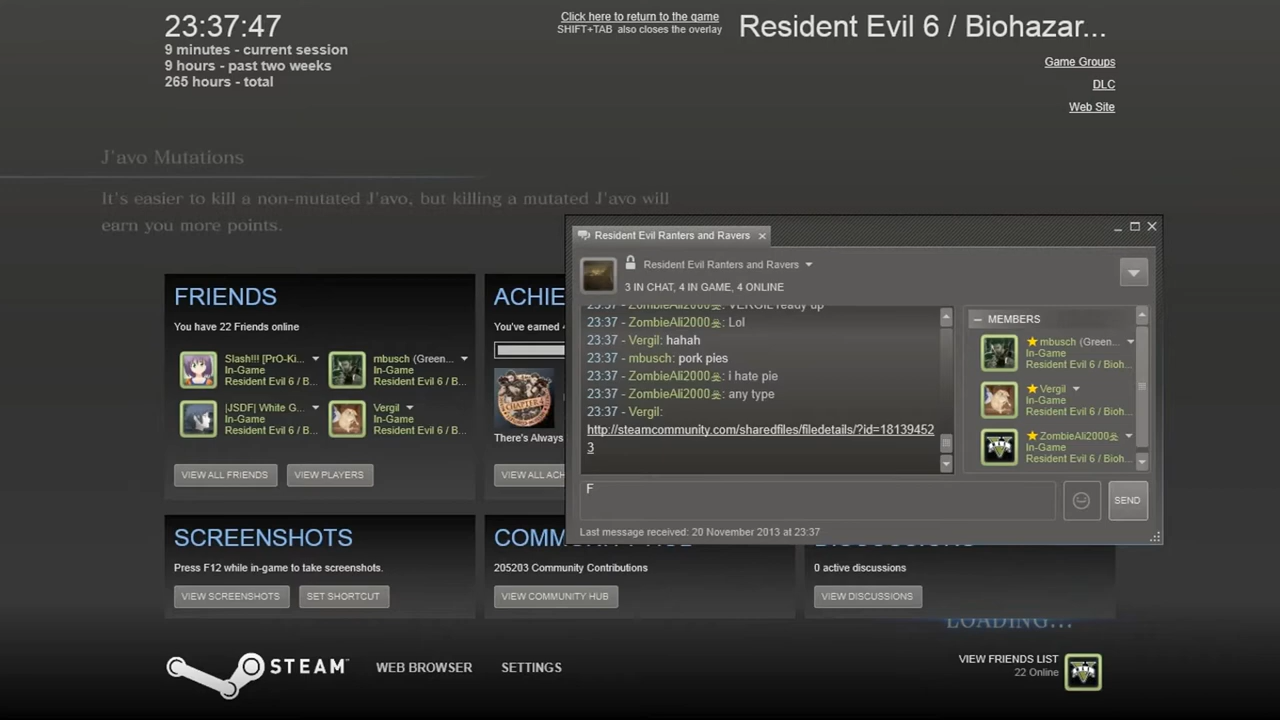 23:37:47
9 minutes - current session
9 hours - past two weeks
265 hours - total
Click here to return to the game
SHIFT+TAB also closes the overlay
Resident Evil 6 / Biohazar...
Game Groups
DLC
Web Site
J'avo Mutations
It's easier to kill a non-mutated J'avo, but killing a mutated J'avo will
earn you more points.
FRIENDS
You have 22 Friends online
Slash!!! [PrO-Ki...
In-Game
Resident Evil 6 / B...
mbusch (Green...
In-Game
Resident Evil 6 / B...
|JSDF| White G...
In-Game
Resident Evil 6 / B...
Vergil
In-Game
Resident Evil 6 / B...
VIEW ALL FRIENDS
VIEW PLAYERS
ACHIE
You've earned
CHAPTER 4
There's Always
VIEW ALL ACH
Resident Evil Ranters and Ravers
Resident Evil Ranters and Ravers
3 IN CHAT, 4 IN GAME, 4 ONLINE
23:37 - ZombieAli2000: VERGIL ready up
23:37 - ZombieAli2000: Lol
23:37 - Vergil: hahah
23:37 - mbusch: pork pies
23:37 - ZombieAli2000: i hate pie
23:37 - ZombieAli2000: any type
23:37 - Vergil:
http://steamcommunity.com/sharedfiles/filedetails/?id=18139452
3
MEMBERS
mbusch (Green...
In-Game
Resident Evil 6 / Bioh...
Vergil
In-Game
Resident Evil 6 / Bioh...
ZombieAli2000
In-Game
Resident Evil 6 / Bioh...
F
SEND
Last message received: 20 November 2013 at 23:37
SCREENSHOTS
Press F12 while in-game to take screenshots.
VIEW SCREENSHOTS
SET SHORTCUT
205203 Community Contributions
VIEW COMMUNITY HUB
DISCUSSIONS
0 active discussions
VIEW DISCUSSIONS
LOADING...
STEAM
WEB BROWSER
SETTINGS
VIEW FRIENDS LIST
22 Online